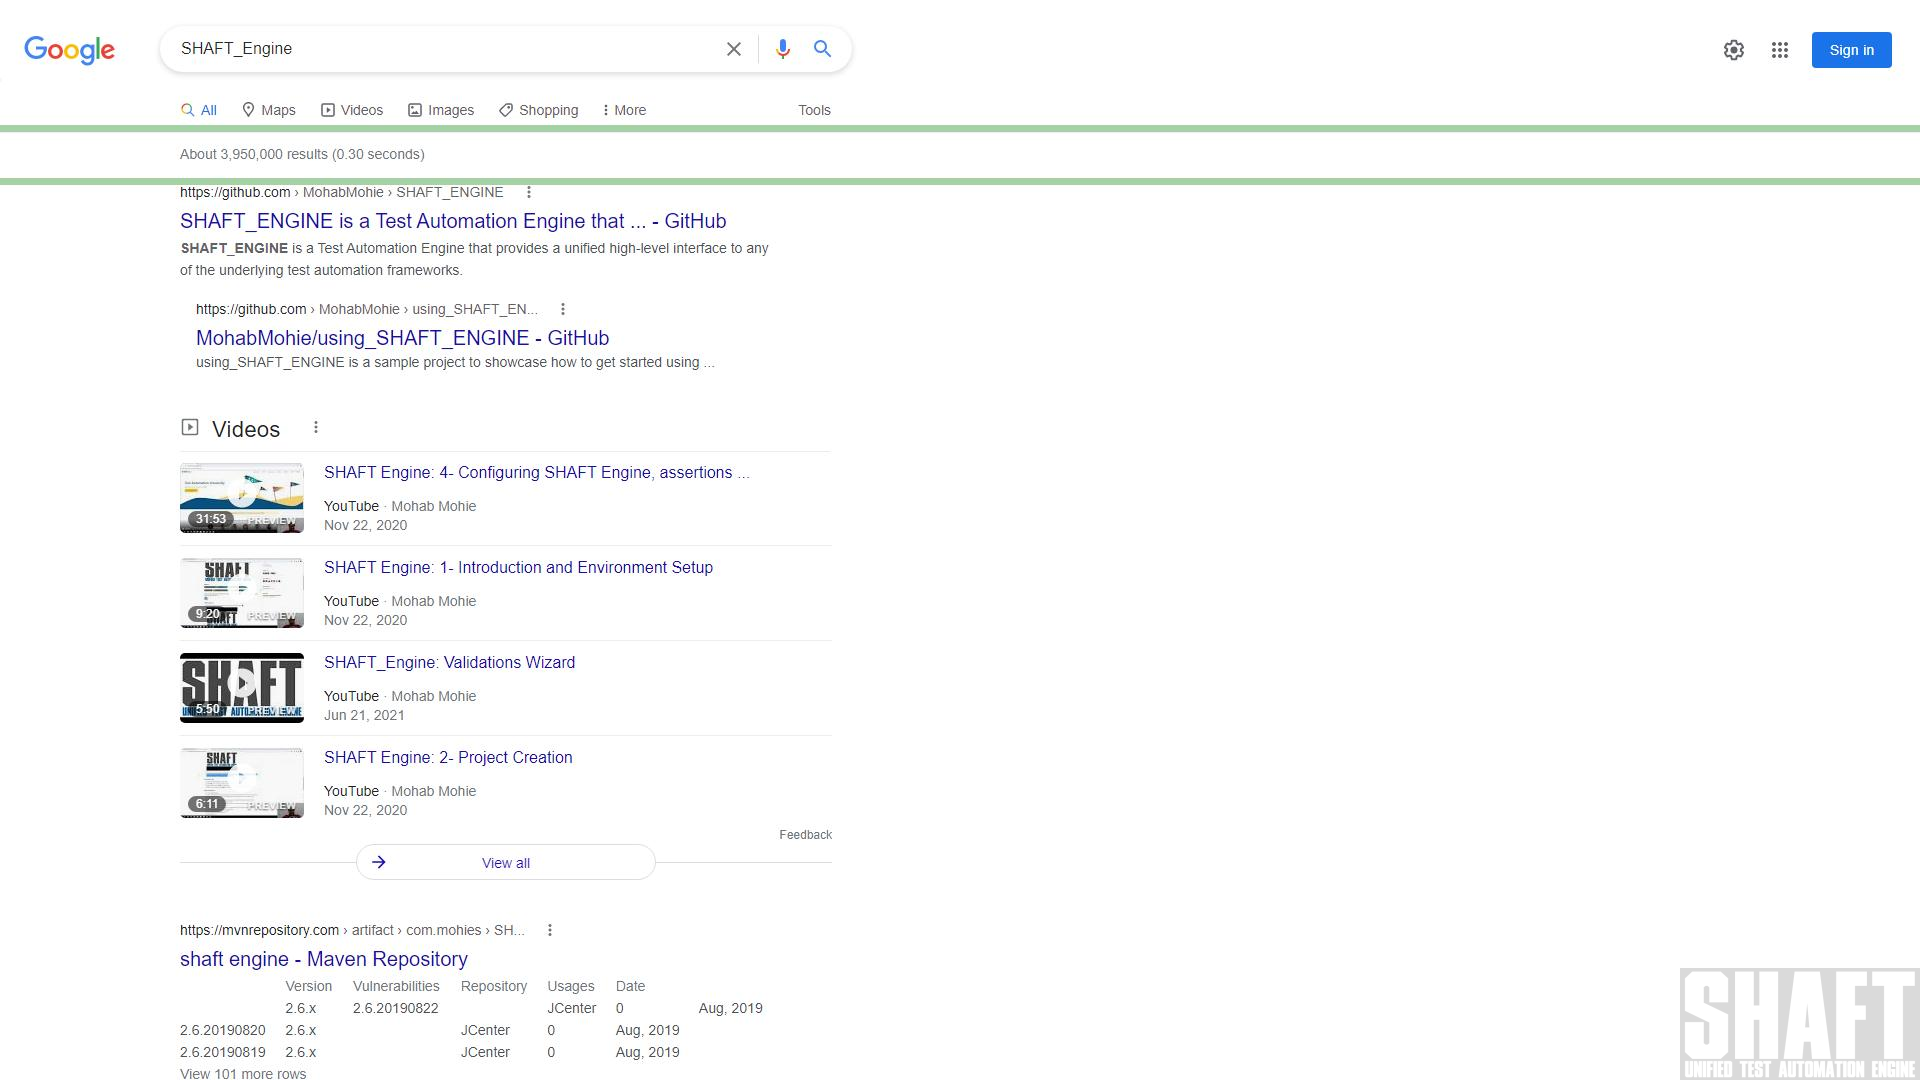 Google
SHAFT_Engine
Sign in
All
Maps
Videos
Images
Shopping
More
Tools
About 3,950,000 results (0.30 seconds)
https://github.com › MohabMohie › SHAFT_ENGINE
SHAFT_ENGINE is a Test Automation Engine that ... - GitHub
SHAFT_ENGINE is a Test Automation Engine that provides a unified high-level interface to any
of the underlying test automation frameworks.
https://github.com › MohabMohie › using_SHAFT_EN...
MohabMohie/using_SHAFT_ENGINE - GitHub
using_SHAFT_ENGINE is a sample project to showcase how to get started using ...
Videos
SHAFT Engine: 4- Configuring SHAFT Engine, assertions ...
YouTube · Mohab Mohie
Nov 22, 2020
31:53 PREVIEW
SHAFT Engine: 1- Introduction and Environment Setup
YouTube · Mohab Mohie
Nov 22, 2020
SHAFT
9:20 PREVIEW
SHAFT_Engine: Validations Wizard
YouTube · Mohab Mohie
Jun 21, 2021
SHAFT
5:50 PREVIEW
SHAFT Engine: 2- Project Creation
YouTube · Mohab Mohie
Nov 22, 2020
SHAFT
6:11 PREVIEW
Feedback
View all
https://mvnrepository.com › artifact › com.mohies › SH...
shaft engine - Maven Repository
Version Vulnerabilities Repository Usages Date
2.6.x 2.6.20190822 JCenter 0 Aug, 2019
2.6.20190820 2.6.x JCenter 0 Aug, 2019
2.6.20190819 2.6.x JCenter 0 Aug, 2019
View 101 more rows
SHAFT
UNIFIED TEST AUTOMATION ENGINE